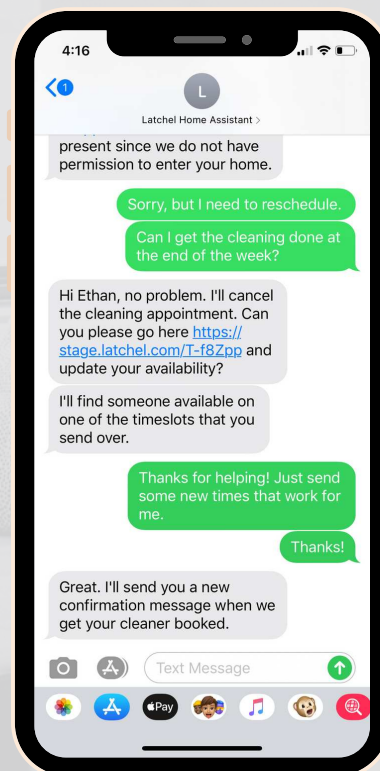 4:16
1
L
Latchel Home Assistant >
present since we do not have
permission to enter your home.
Sorry, but I need to reschedule.
Can I get the cleaning done at
the end of the week?
Hi Ethan, no problem. I'll cancel
the cleaning appointment. Can
you please go here https://
stage.latchel.com/T-f8Zpp and
update your availability?
I'll find someone available on
one of the timeslots that you
send over.
Thanks for helping! Just send
some new times that work for
me.
Thanks!
Great. I'll send you a new
confirmation message when we
get your cleaner booked.
Text Message
Pay